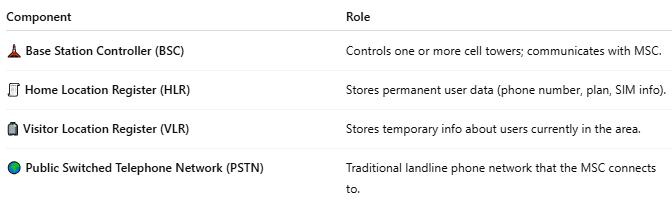 Component Role
Base Station Controller (BSC) Controls one or more cell towers; communicates with MSC.
Home Location Register (HLR) Stores permanent user data (phone number, plan, SIM info).
Visitor Location Register (VLR) Stores temporary info about users currently in the area.
Public Switched Telephone Network (PSTN) Traditional landline phone network that the MSC connects
to.